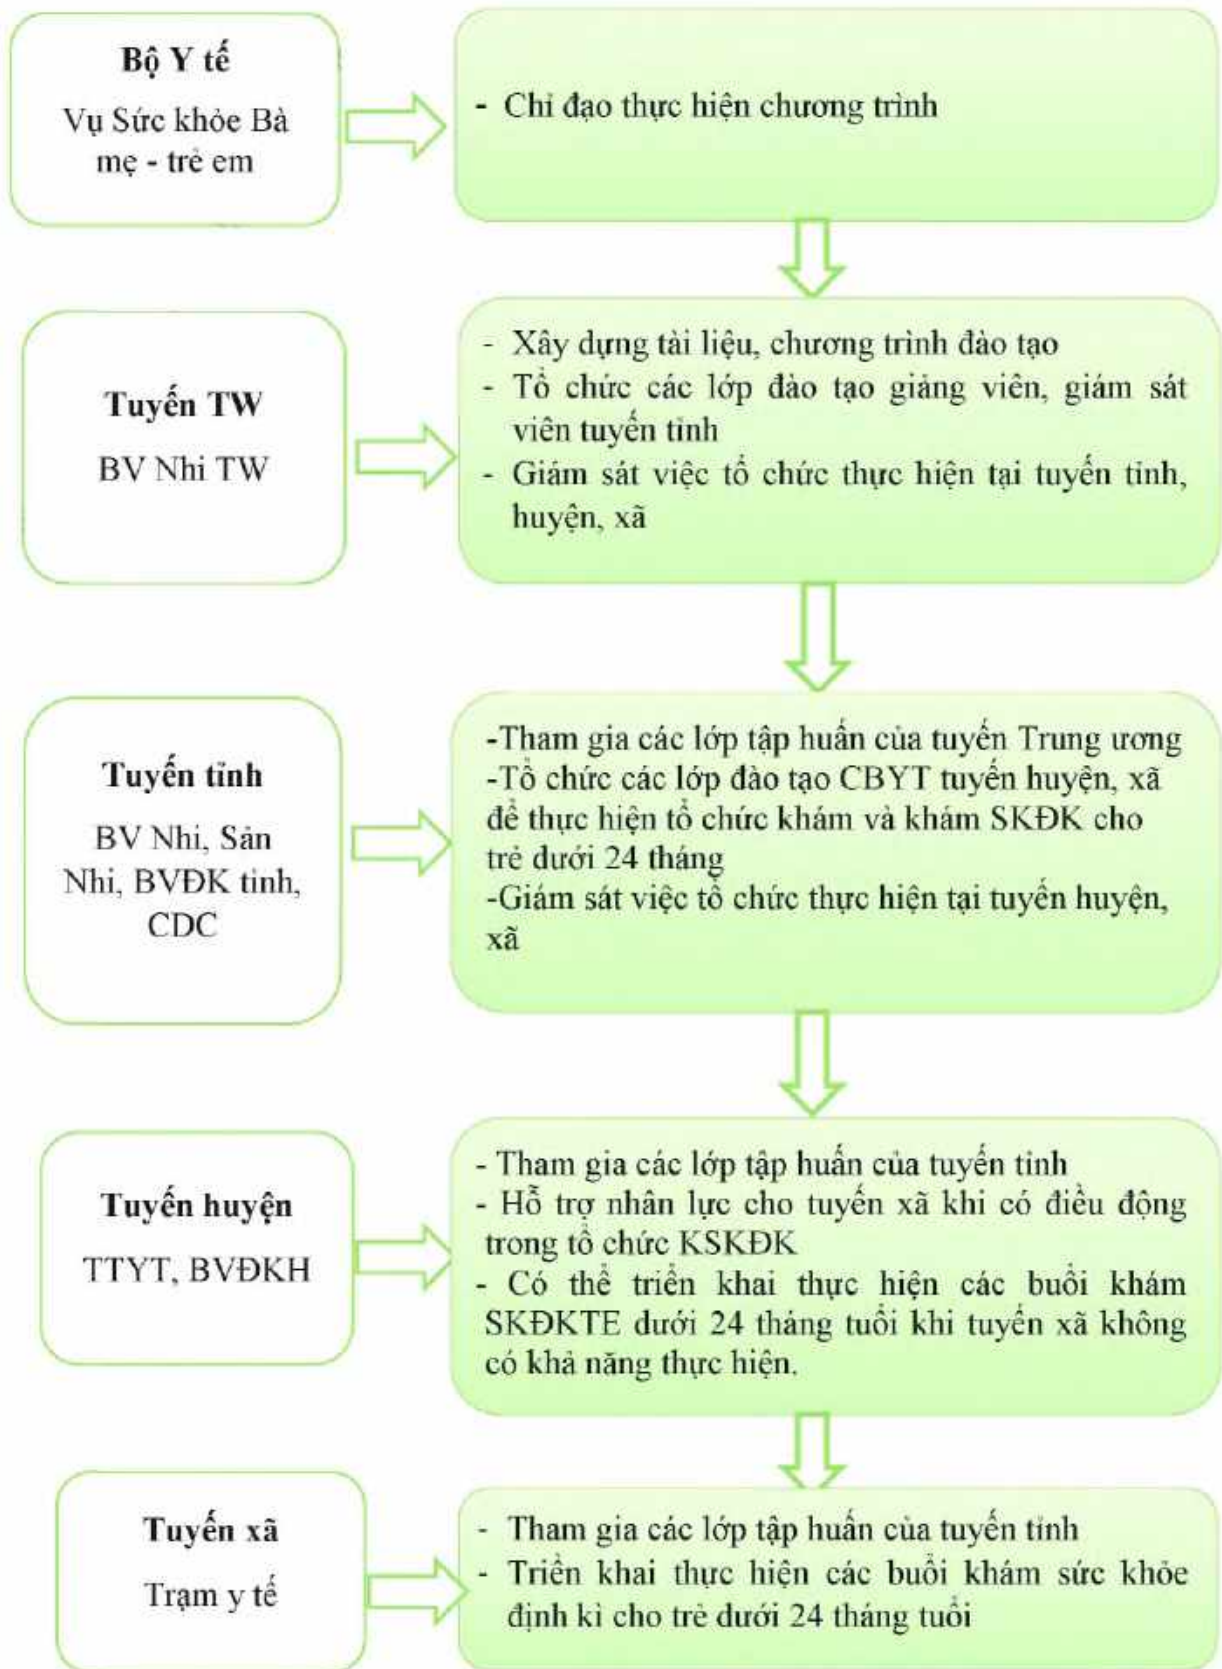 Bộ Y tế
Vụ Sức khỏe Bà
mẹ - trẻ em
- Chỉ đạo thực hiện chương trình
Tuyến TW
BV Nhi TW
- Xây dựng tài liệu, chương trình đào tạo
- Tổ chức các lớp đào tạo giảng viên, giám sát
viên tuyến tỉnh
- Giám sát việc tổ chức thực hiện tại tuyến tỉnh,
huyện, xã
Tuyến tỉnh
BV Nhi, Sản
Nhi, BVĐK tỉnh,
CDC
-Tham gia các lớp tập huấn của tuyến Trung ương
-Tổ chức các lớp đào tạo CBYT tuyến huyện, xã
để thực hiện tổ chức khám và khám SKĐK cho
trẻ dưới 24 tháng
-Giám sát việc tổ chức thực hiện tại tuyến huyện,
xã
Tuyến huyện
TTYT, BVĐKH
- Tham gia các lớp tập huấn của tuyến tỉnh
- Hỗ trợ nhân lực cho tuyến xã khi có điều động
trong tổ chức KSKĐK
- Có thể triển khai thực hiện các buổi khám
SKĐKTE dưới 24 tháng tuổi khi tuyến xã không
có khả năng thực hiện.
Tuyến xã
Trạm y tế
- Tham gia các lớp tập huấn của tuyến tỉnh
- Triển khai thực hiện các buổi khám sức khỏe
định kì cho trẻ dưới 24 tháng tuổi